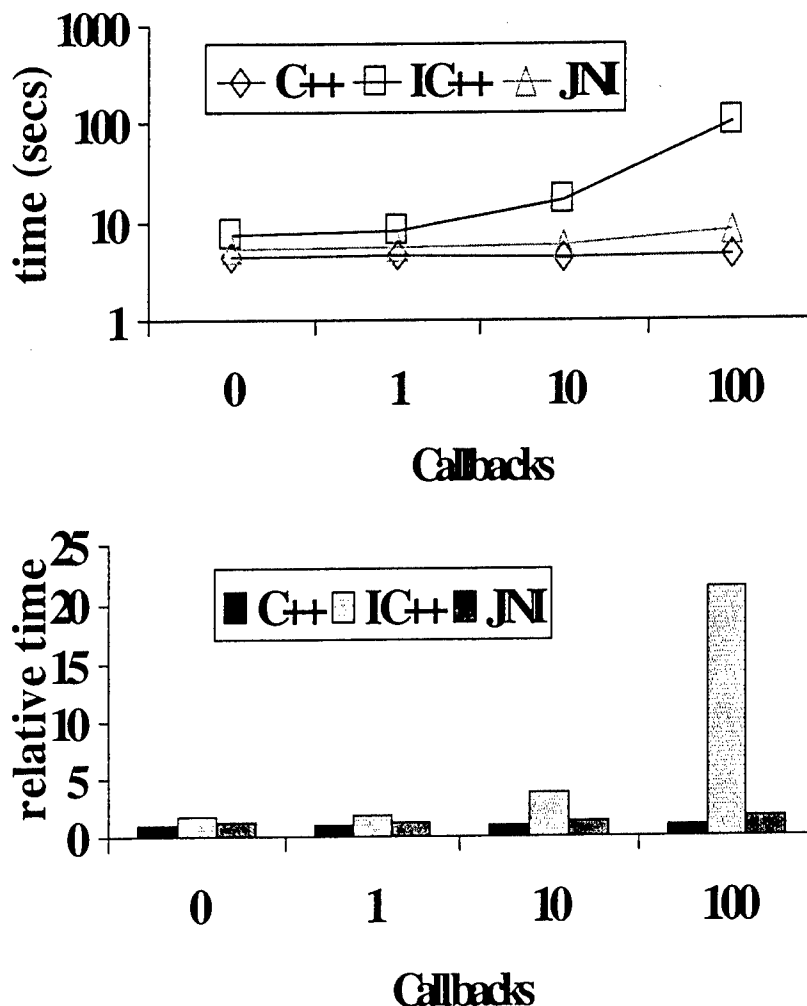 time (secs)
1000
100
10
1
C++ IC++ JNI
0 1 10 100
Callbacks
relative time
25
20
15
10
5
0
C++ IC++ JNI
0 1 10 100
Callbacks